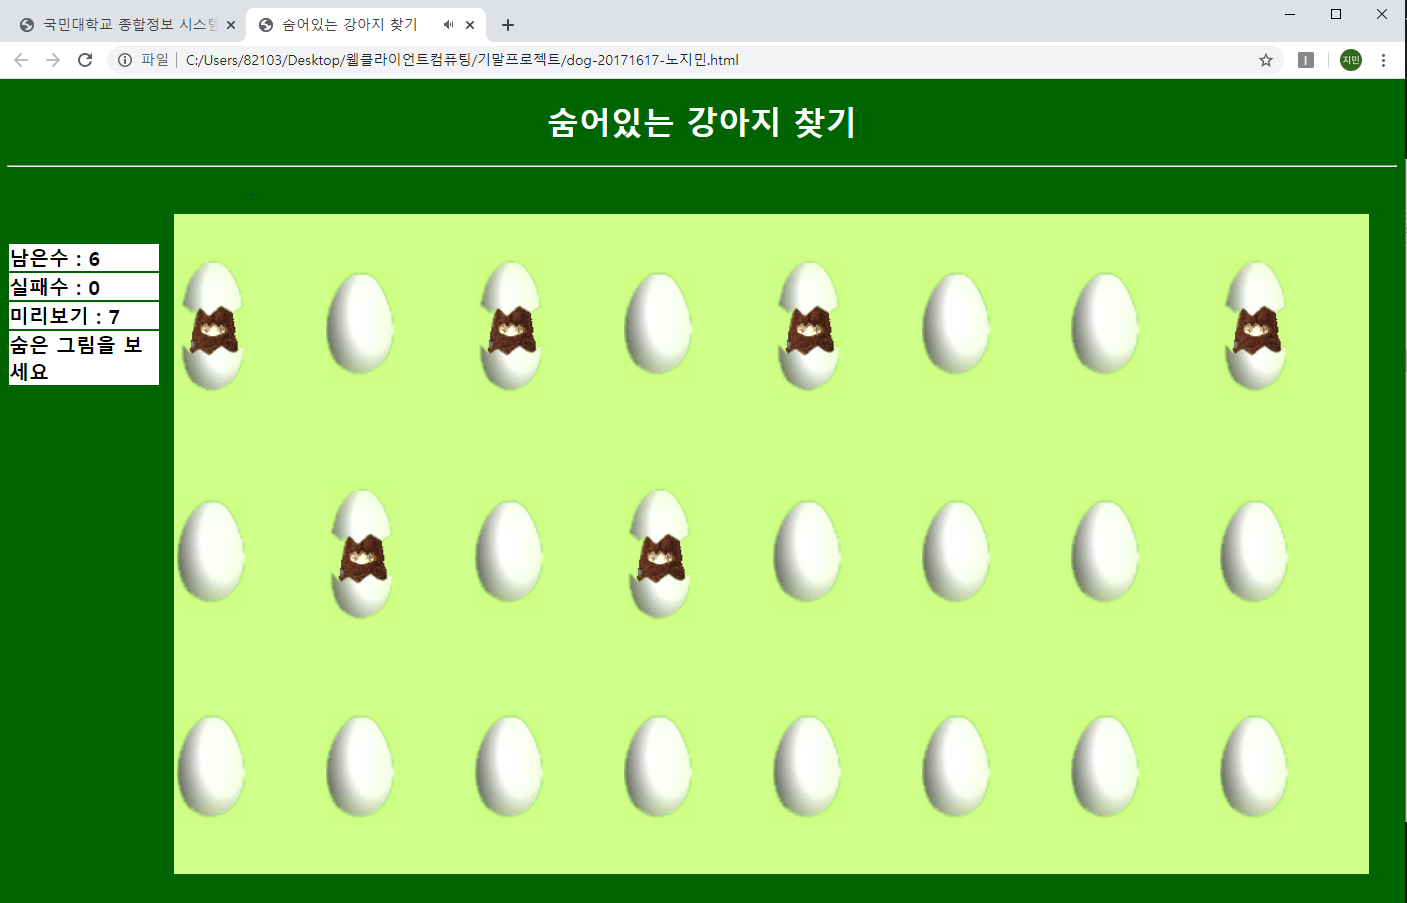 국민대학교 종합정보 시스템
숨어있는 강아지 찾기
파일
C:/Users/82103/Desktop/웹클라이언트컴퓨팅/기말프로젝트/dog-20171617-노지민.html
지민
숨어있는 강아지 찾기
남은수 : 6
실패수 : 0
미리보기 : 7
숨은 그림을 보
세요